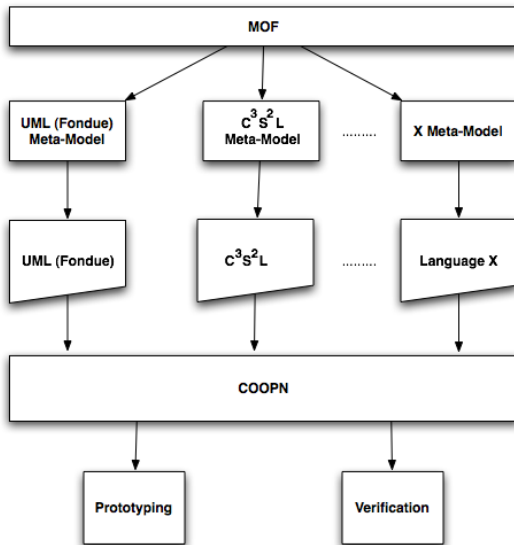 MOF
UML (Fondue)
Meta-Model
C³S²L
Meta-Model
.........
X Meta-Model
UML (Fondue)
C³S²L
.........
Language X
COOPN
Prototyping
Verification